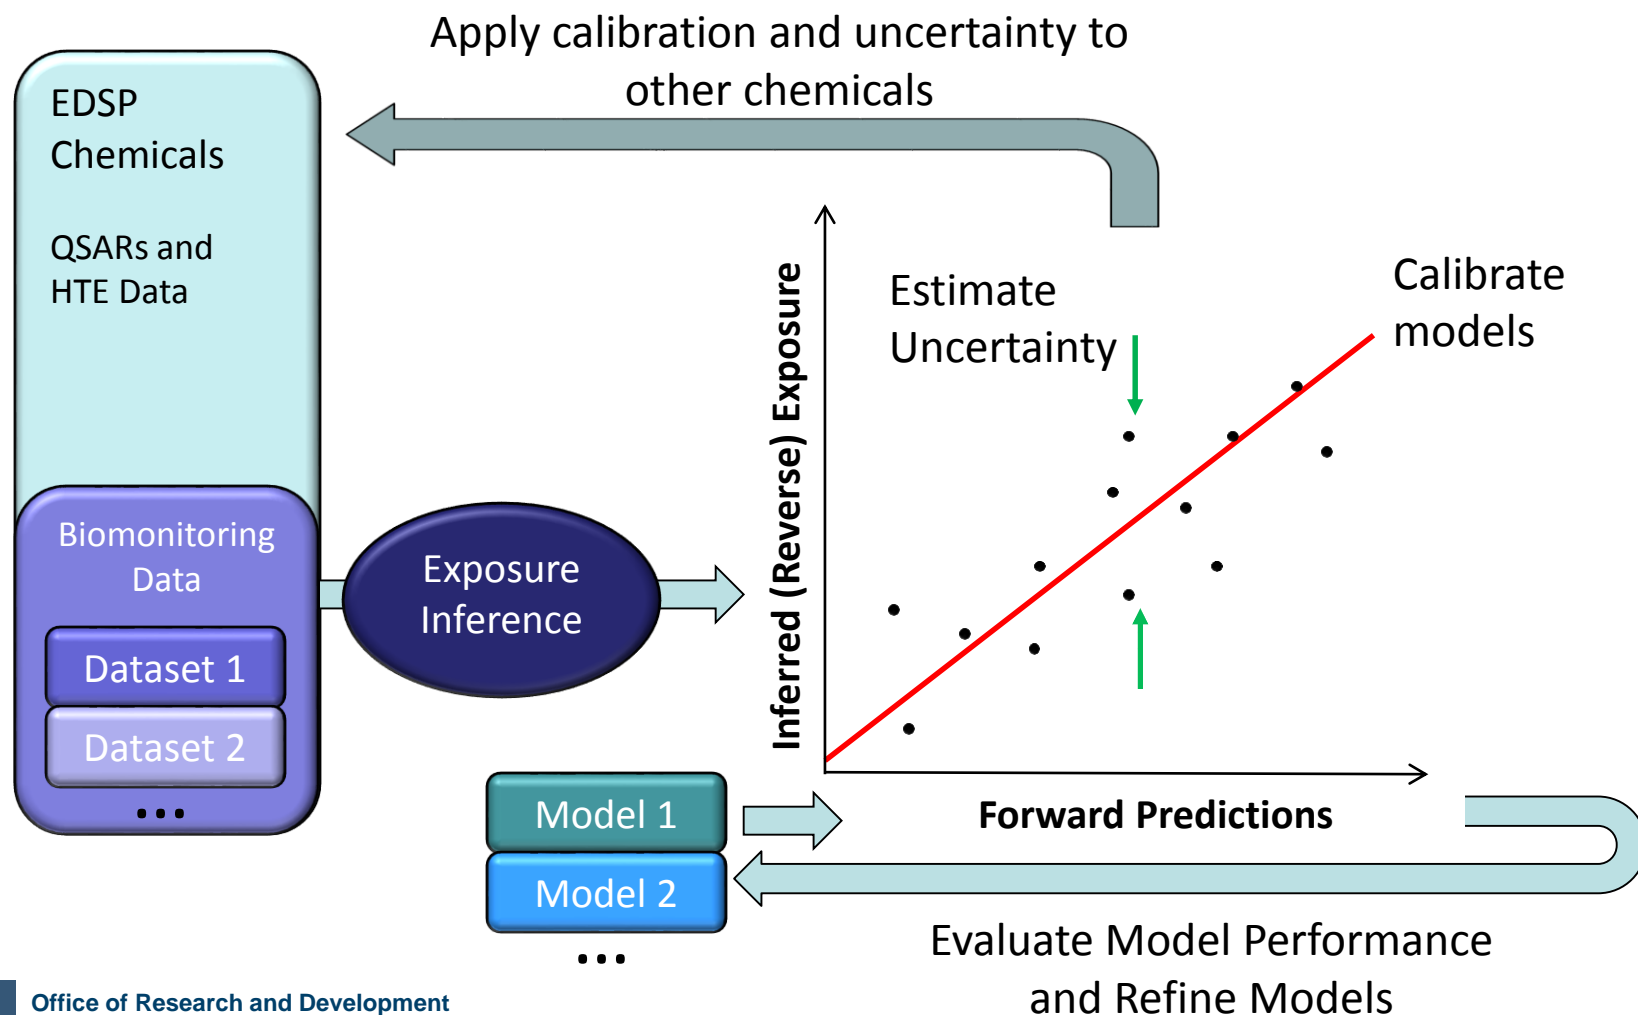 Apply calibration and uncertainty to
other chemicals
EDSP
Chemicals
QSARs and
HTE Data
Biomonitoring
Data
Dataset 1
Dataset 2
...
Exposure
Inference
Inferred (Reverse) Exposure
Estimate
Uncertainty
Calibrate
models
Forward Predictions
Model 1
Model 2
...
Evaluate Model Performance
and Refine Models
Office of Research and Development